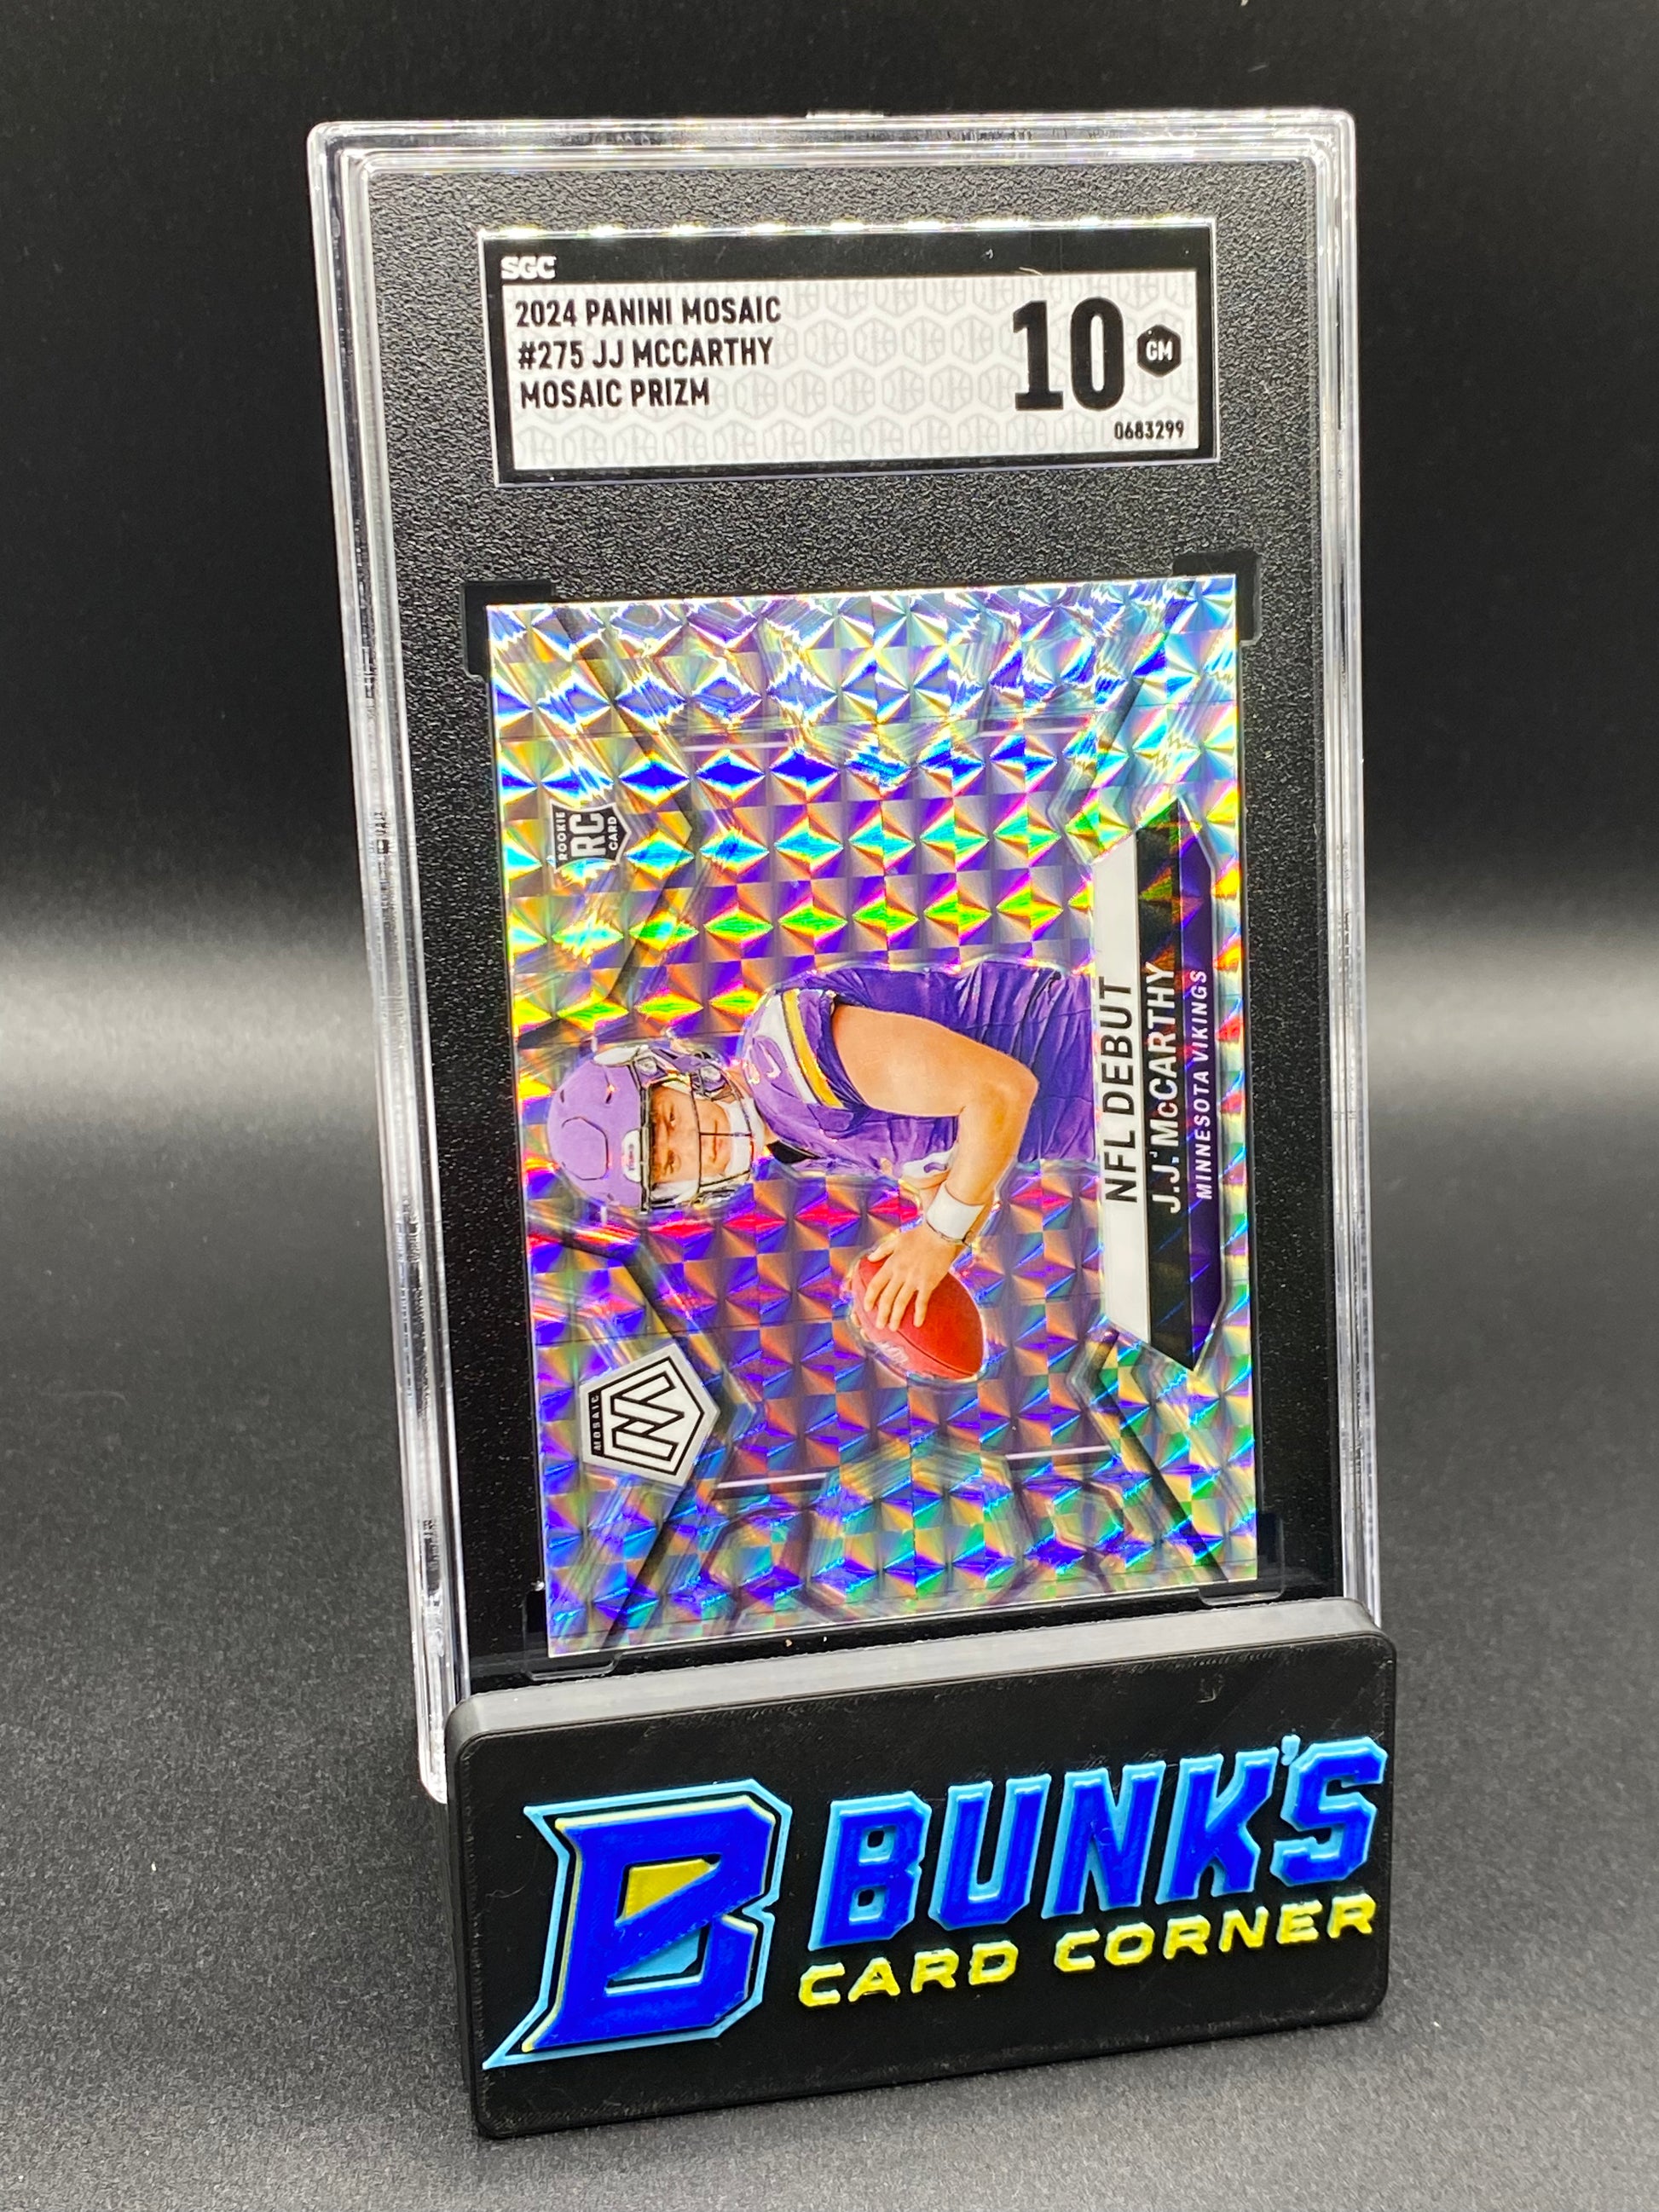 SGC
2024 PANINI MOSAIC
#275 JJ MCCARTHY
MOSAIC PRIZM
10 GM
0683299
ROOKIE
RC
CARD
MOSAIC
M
NFL DEBUT
J.J. McCARTHY
MINNESOTA VIKINGS
B BUNK'S
CARD CORNER